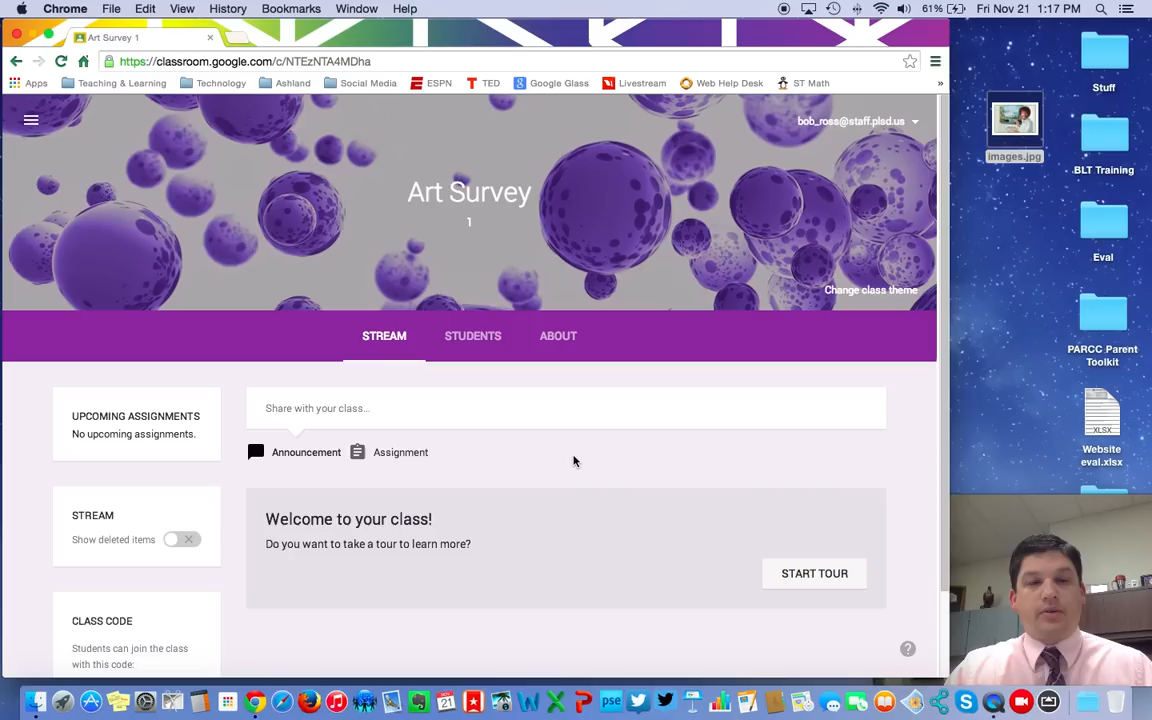 Chrome File Edit View History Bookmarks Window Help 61% Fri Nov 21 1:17 PM
Art Survey 1
https://classroom.google.com/c/NTEzNTA4MDha
Apps Teaching & Learning Technology Ashland Social Media ESPN TED Google Glass Livestream Web Help Desk ST Math »
bob_ross@staff.plsd.us
Art Survey
1
Change class theme
STREAM STUDENTS ABOUT
UPCOMING ASSIGNMENTS
No upcoming assignments.
Share with your class...
Announcement Assignment
STREAM
Show deleted items
Welcome to your class!
Do you want to take a tour to learn more?
START TOUR
CLASS CODE
Students can join the class
with this code:
?
Stuff
images.jpg
BLT Training
Eval
PARCC Parent
Toolkit
XLSX
Website
eval.xlsx
pse